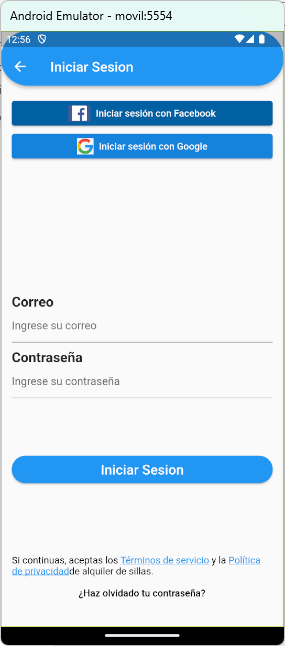 Android Emulator - movil:5554
12:56
Iniciar Sesion
Iniciar sesión con Facebook
Iniciar sesión con Google
Correo
Ingrese su correo
Contraseña
Ingrese su contraseña
Iniciar Sesion
Si continuas, aceptas los Términos de servicio y la Política
de privacidadde alquiler de sillas.
¿Haz olvidado tu contraseña?